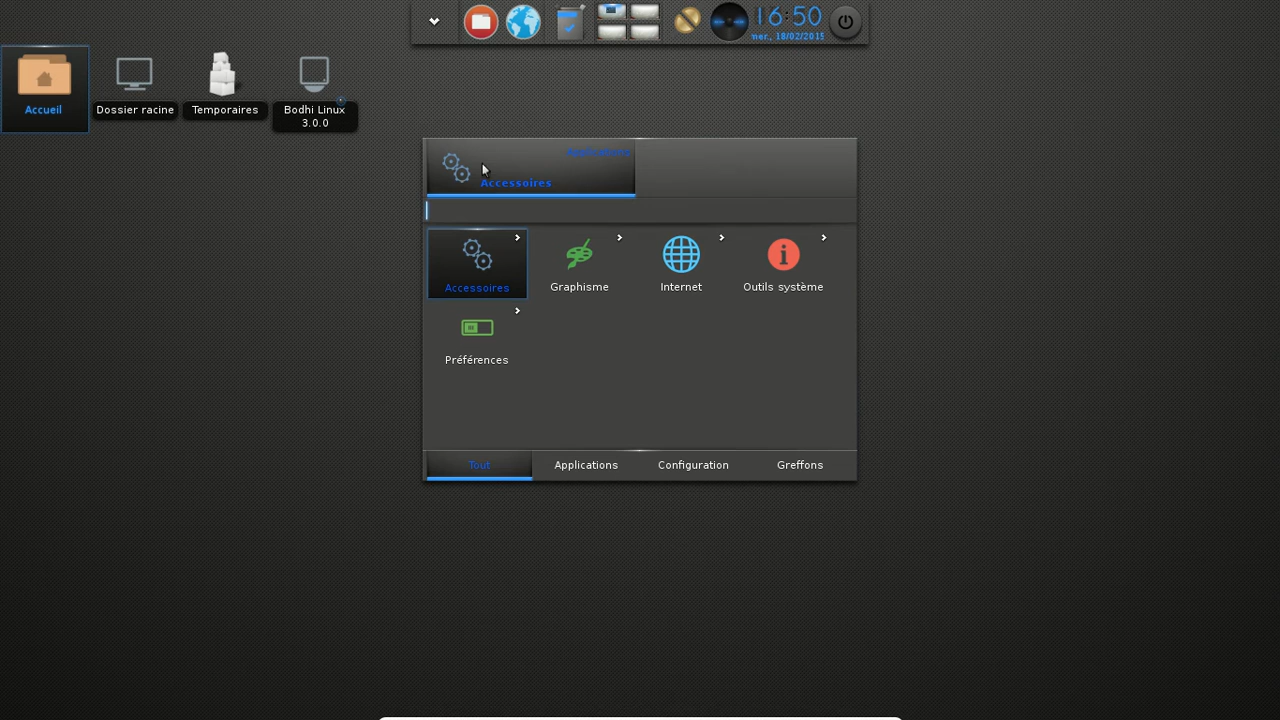 16:50
mer., 18/02/2015
Accueil
Dossier racine
Temporaires
Bodhi Linux
3.0.0
Applications
Accessoires
Accessoires
Graphisme
Internet
Outils système
Préférences
Tout
Applications
Configuration
Greffons